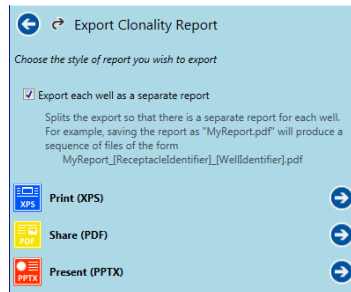 Export Clonality Report
Choose the style of report you wish to export
Export each well as a separate report
Splits the export so that there is a separate report for each well.
For example, saving the report as "MyReport.pdf" will produce a
sequence of files of the form
MyReport_[ReceptacleIdentifier]_[WellIdentifier].pdf
XPS Print (XPS)
PDF Share (PDF)
PPTX Present (PPTX)